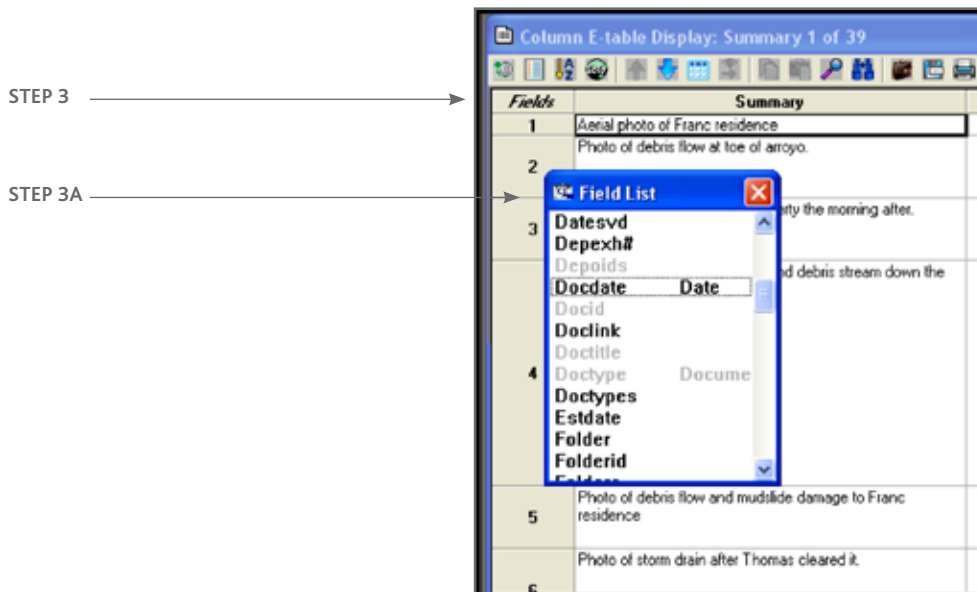 Column E-table Display: Summary 1 of 39
STEP 3
Fields Summary
1 Aerial photo of Franc residence
2 Photo of debris flow at toe of arroyo.
STEP 3A
Field List
3 the morning after.
Datesvd
Depexh#
Depoids
debris stream down the
Docdate Date
Docid
Doclink
Doctitle
4 Doctype Docume
Doctypes
Estdate
Folder
Folderid
5 Photo of debris flow and mudslide damage to Franc
residence
Photo of storm drain after Thomas cleared it.
6